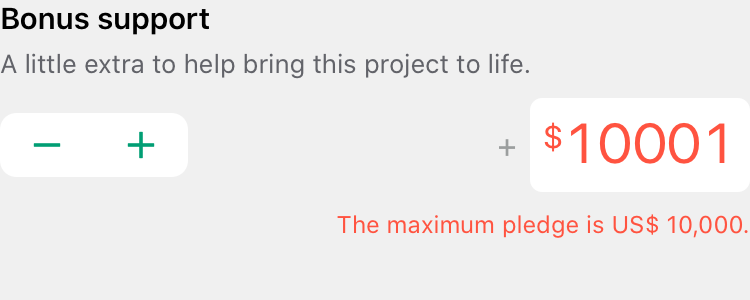 Bonus support
A little extra to help bring this project to life.
− + + $10001
The maximum pledge is US$ 10,000.